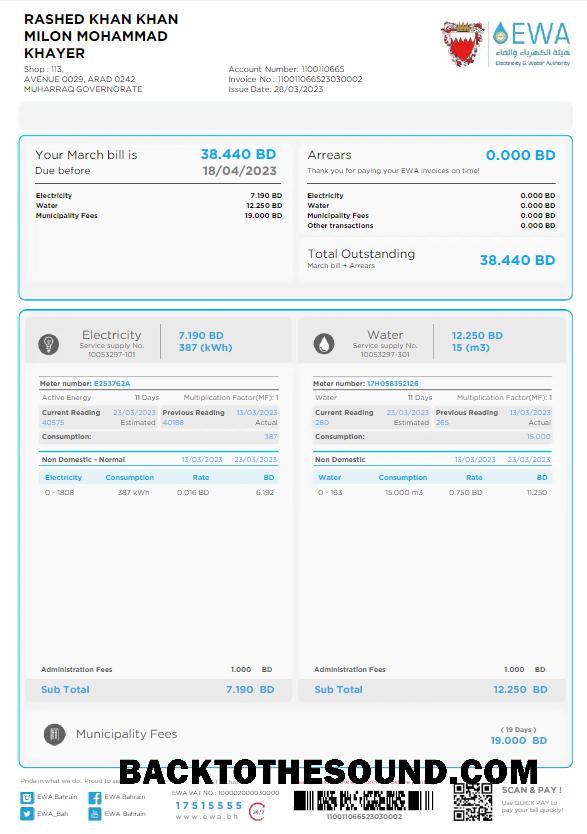 RASHED KHAN KHAN
MILON MOHAMMAD
KHAYER
Shop : 113,
AVENUE 0029, ARAD 0242
MUHARRAQ GOVERNORATE
Account Number: 1100110665
Invoice No.: 110011066523030002
Issue Date: 28/03/2023
EWA
هيئة الكهرباء والماء
Electricity & Water Authority
Your March bill is 38.440 BD
Due before 18/04/2023
Electricity 7.190 BD
Water 12.250 BD
Municipality Fees 19.000 BD
Arrears 0.000 BD
Thank you for paying your EWA invoices on time!
Electricity 0.000 BD
Water 0.000 BD
Municipality Fees 0.000 BD
Other transactions 0.000 BD
Total Outstanding 38.440 BD
March bill + Arrears
Electricity 7.190 BD
Service supply No. 387 (kWh)
10053297-101
Meter number: E253762A
Active Energy 11 Days Multiplication Factor(MF): 1
Current Reading 23/03/2023 Previous Reading 13/03/2023
40575 Estimated 40188 Actual
Consumption: 387
Non Domestic - Normal 13/03/2023 23/03/2023
Electricity Consumption Rate BD
0 - 1808 387 kWh 0.016 BD 6.192
Administration Fees 1.000 BD
Sub Total 7.190 BD
Water 12.250 BD
Service supply No. 15 (m3)
10053297-301
Meter number: 17H058352126
Water 11 Days Multiplication Factor(MF): 1
Current Reading 23/03/2023 Previous Reading 13/03/2023
280 Estimated 265 Actual
Consumption: 15.000
Non Domestic 13/03/2023 23/03/2023
Water Consumption Rate BD
0 - 163 15.000 m3 0.750 BD 11.250
Administration Fees 1.000 BD
Sub Total 12.250 BD
Municipality Fees
( 19 Days )
19.000 BD
BACKTOTHESOUND.COM
Pride in what we do.. Proud to
EWA.Bahrain EWA.Bahrain
EWA_Bah EWA.Bahrain
EWA VAT NO.: 100002000030000
17515555
www.ewa.bh
24/7
110011066523030002
SCAN & PAY !
Use QUICK PAY to
pay your bill quickly!